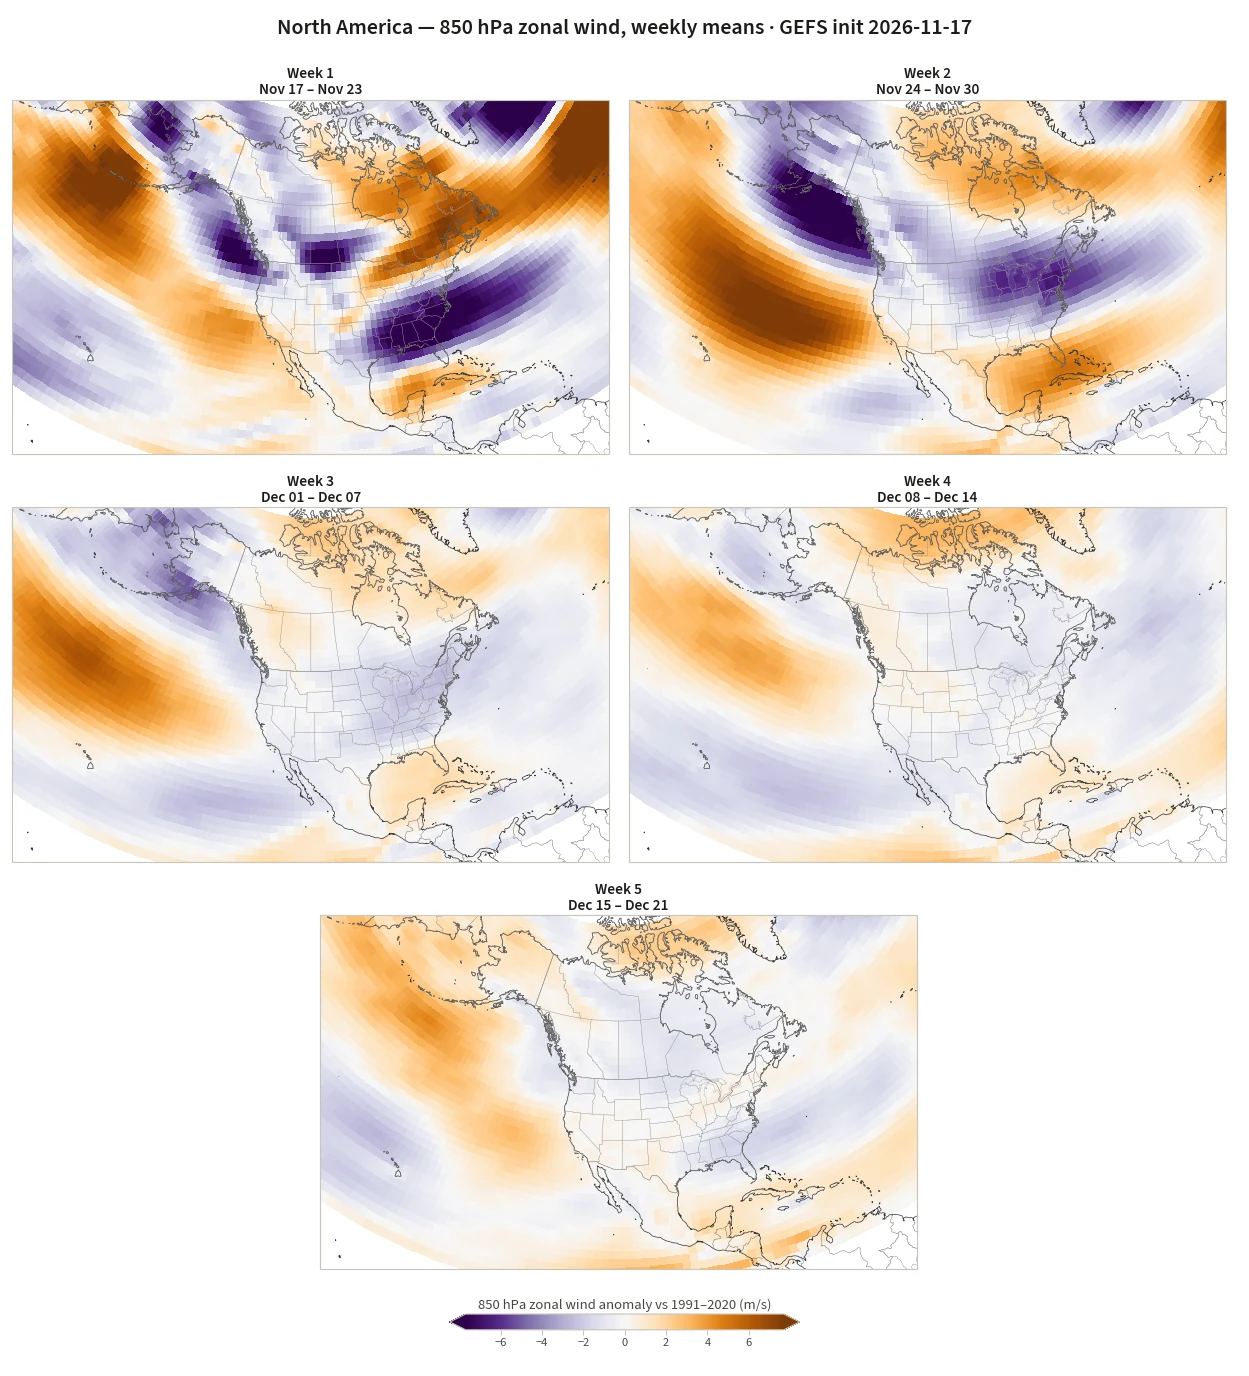 North America — 850 hPa zonal wind, weekly means · GEFS init 2026-11-17
Week 1
Nov 17 – Nov 23
Week 2
Nov 24 – Nov 30
Week 3
Dec 01 – Dec 07
Week 4
Dec 08 – Dec 14
Week 5
Dec 15 – Dec 21
850 hPa zonal wind anomaly vs 1991–2020 (m/s)
−6 −4 −2 0 2 4 6